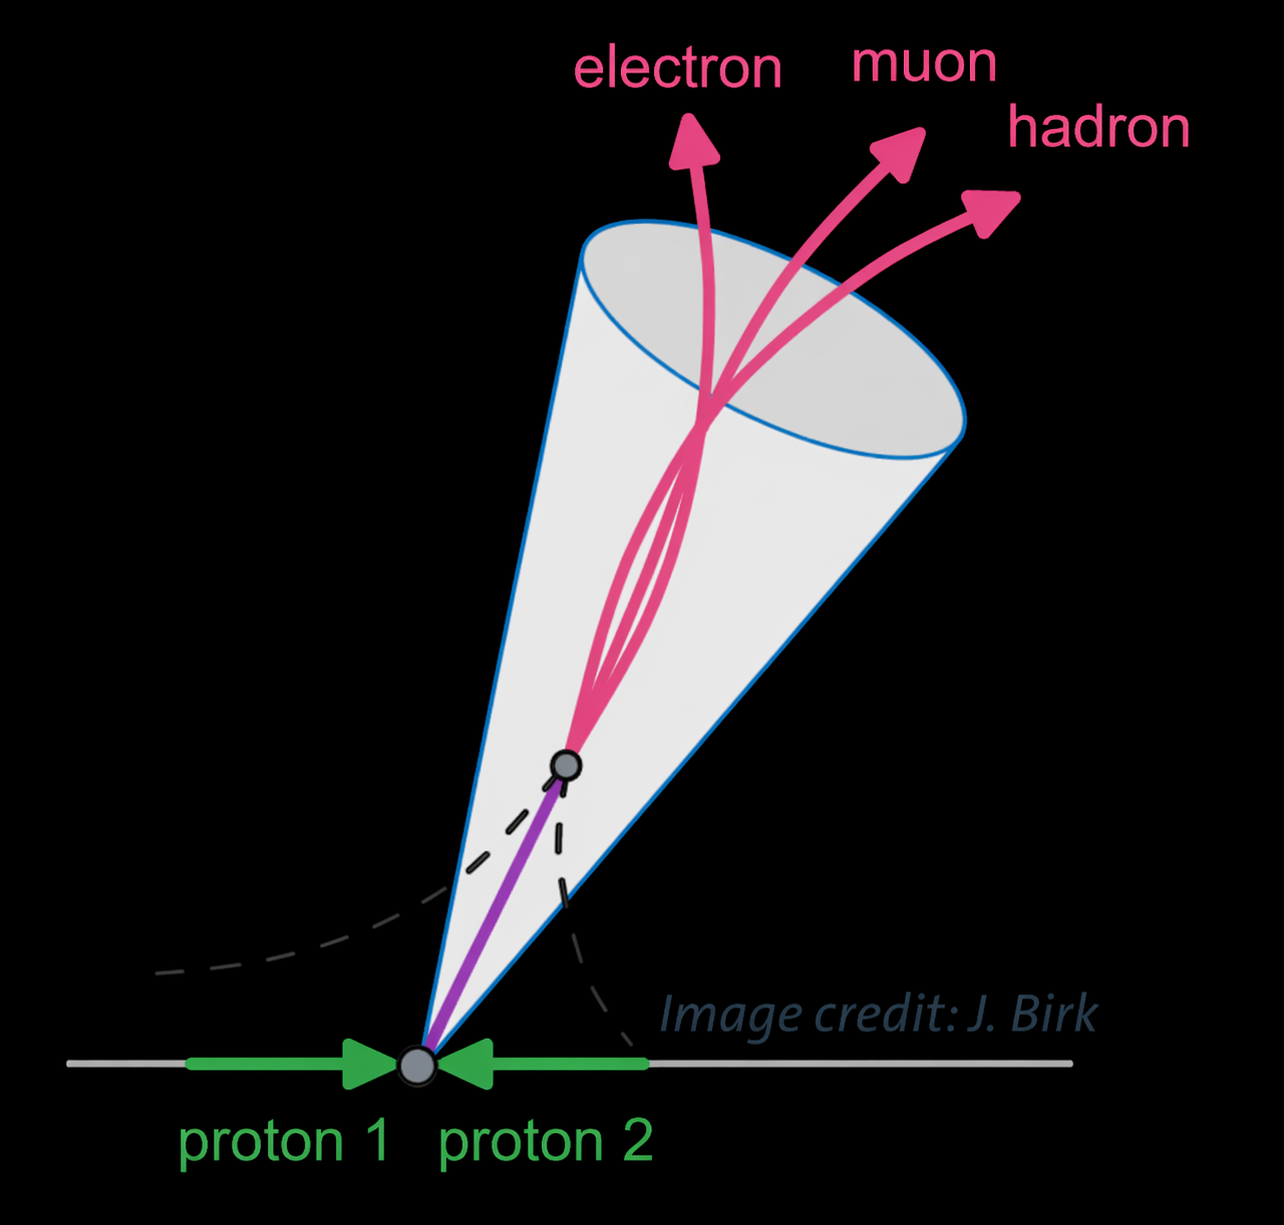 electron
muon
hadron
Image credit: J. Birk
proton 1
proton 2